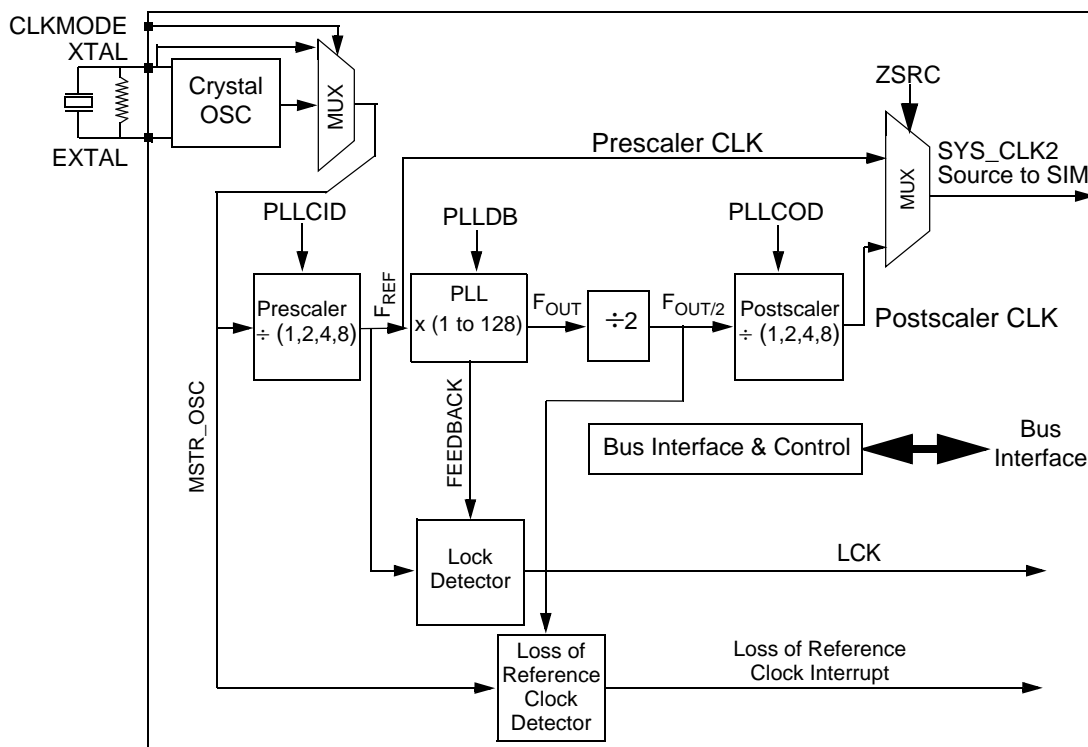 CLKMODE
XTAL
EXTAL
Crystal
OSC
MUX
ZSRC
Prescaler CLK
MUX
SYS_CLK2
Source to SIM
PLLCID
PLLDB
PLLCOD
Prescaler
÷ (1,2,4,8)
FREF
PLL
x (1 to 128)
FOUT
÷2
FOUT/2
Postscaler
÷ (1,2,4,8)
Postscaler CLK
MSTR_OSC
FEEDBACK
Bus Interface & Control
Bus
Interface
Lock
Detector
LCK
Loss of
Reference
Clock
Detector
Loss of Reference
Clock Interrupt